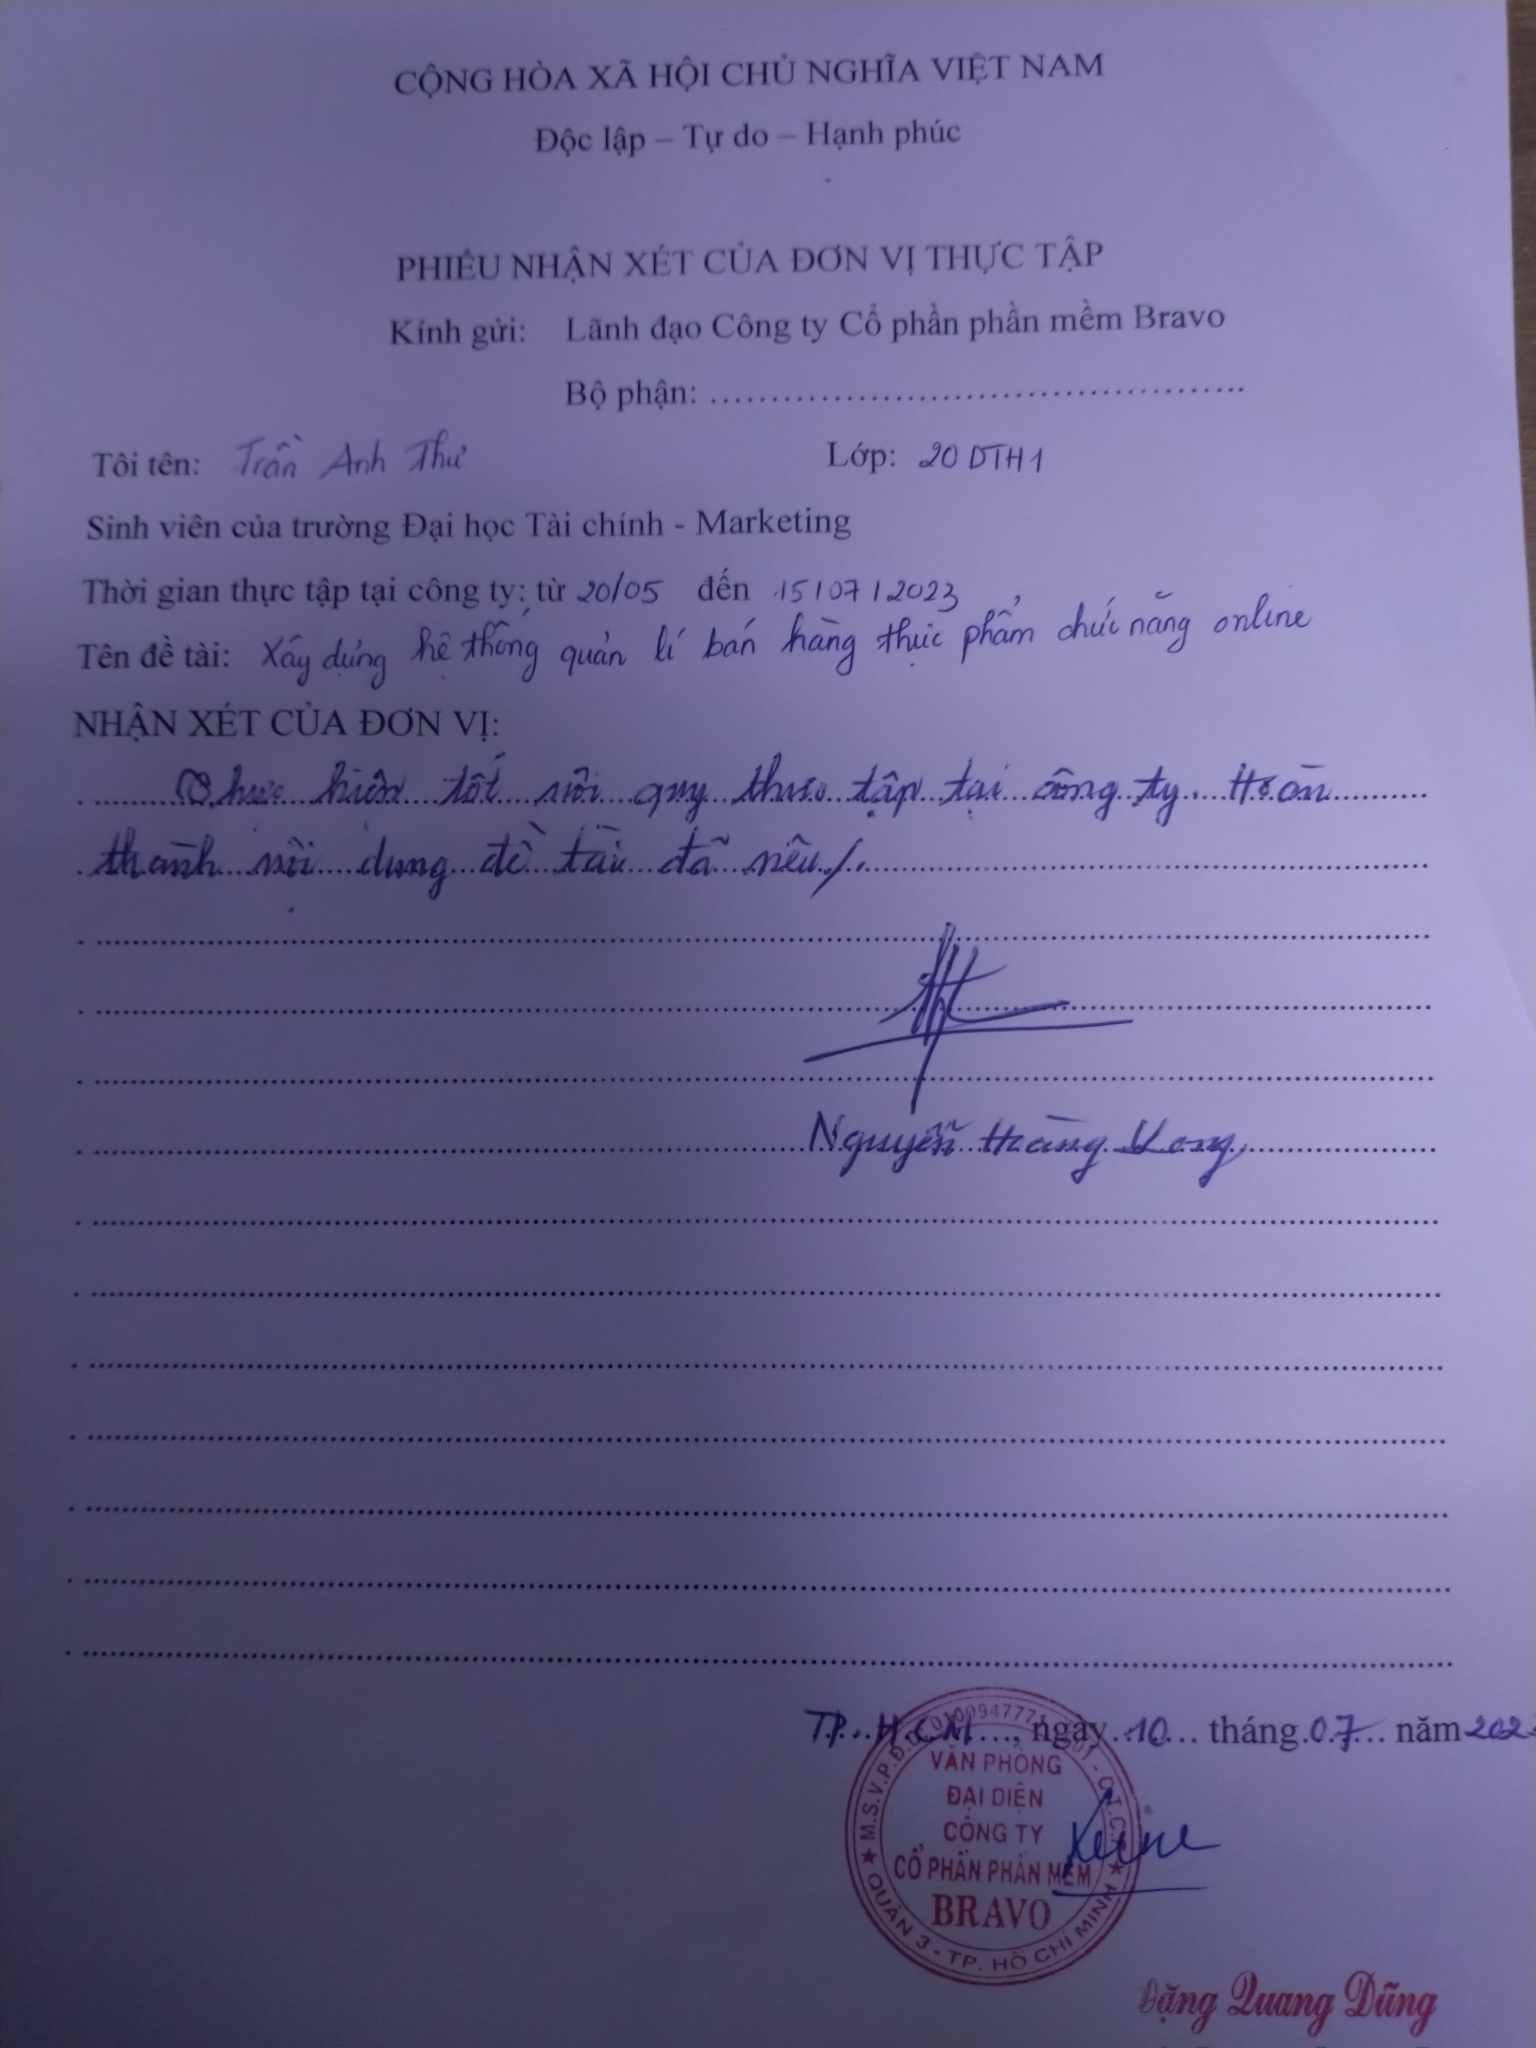 CỘNG HÒA XÃ HỘI CHỦ NGHĨA VIỆT NAM
Độc lập – Tự do – Hạnh phúc
PHIẾU NHẬN XÉT CỦA ĐƠN VỊ THỰC TẬP
Kính gửi: Lãnh đạo Công ty Cổ phần phần mềm Bravo
Bộ phận: ...........................................
Tôi tên: Trần Anh Thư Lớp: 20DTH1
Sinh viên của trường Đại học Tài chính - Marketing
Thời gian thực tập tại công ty: từ 20/05 đến 15/07/2023
Tên đề tài: Xây dựng hệ thống quản lí bán hàng thực phẩm chức năng online
NHẬN XÉT CỦA ĐƠN VỊ:
Thực hiện tốt nội quy thực tập tại công ty. Hoàn
thành nội dung đề tài đã nêu/.
Nguyễn Hoàng
TP. H.C.M, ngày 10 tháng 07 năm 202
M.S.V.P.Đ.D: 010094777
VĂN PHÒNG
ĐẠI DIỆN
CÔNG TY
CỔ PHẦN PHẦN MỀM
BRAVO
QUẬN 3 - TP. HỒ CHÍ MINH
Đặng Quang Dũng